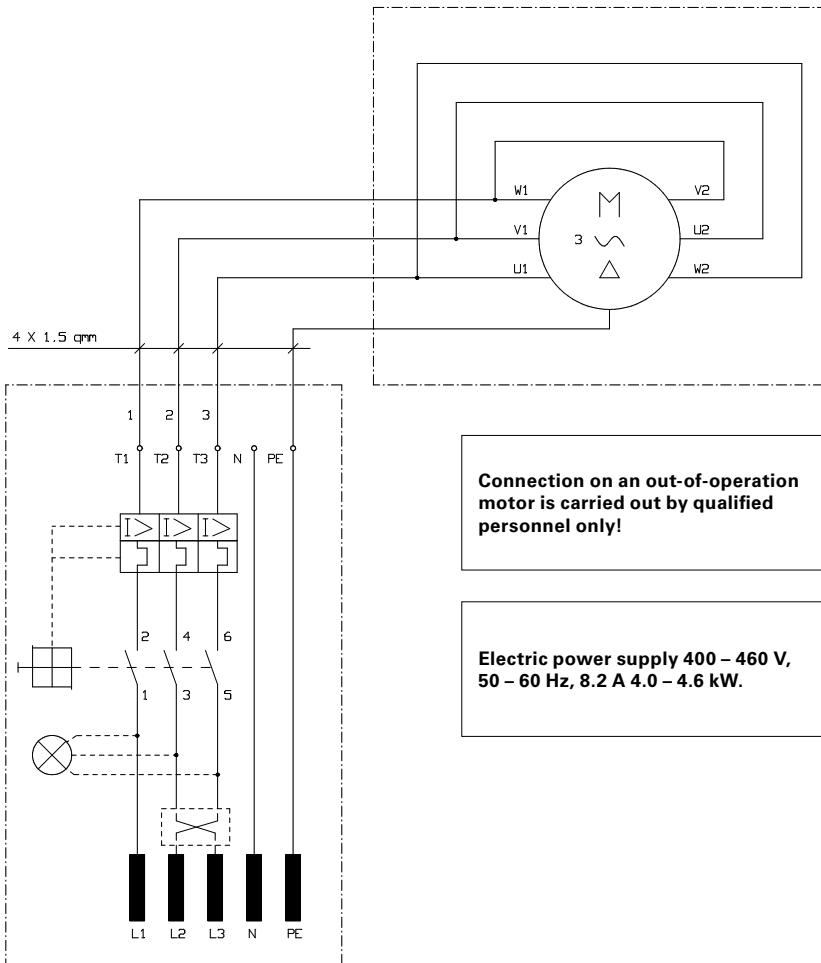 W1 V2
M
V1 3 U2
U1 W2
4 X 1.5 qmm
1 2 3
T1 T2 T3 N PE
I> I> I>
2 4 6
1 3 5
L1 L2 L3 N PE
Connection on an out-of-operation
motor is carried out by qualified
personnel only!
Electric power supply 400 – 460 V,
50 – 60 Hz, 8.2 A 4.0 – 4.6 kW.